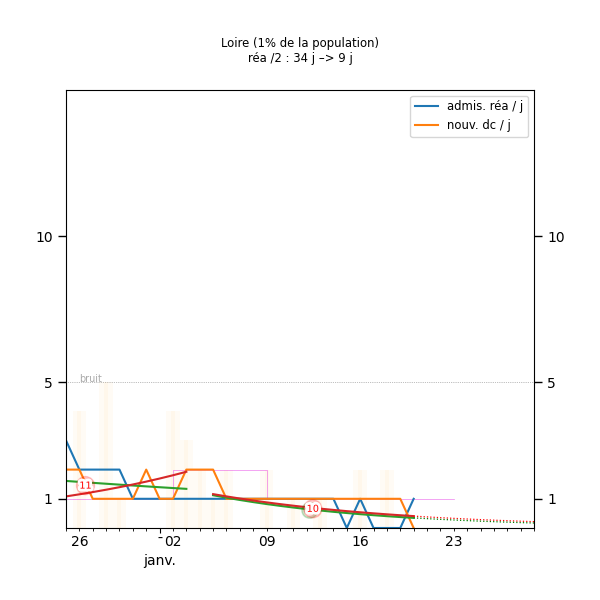 Loire (1% de la population)
réa /2 : 34 j –> 9 j
admis. réa / j
nouv. dc / j
10
10
bruit
5
5
11
10
1
1
26
02
09
16
23
janv.